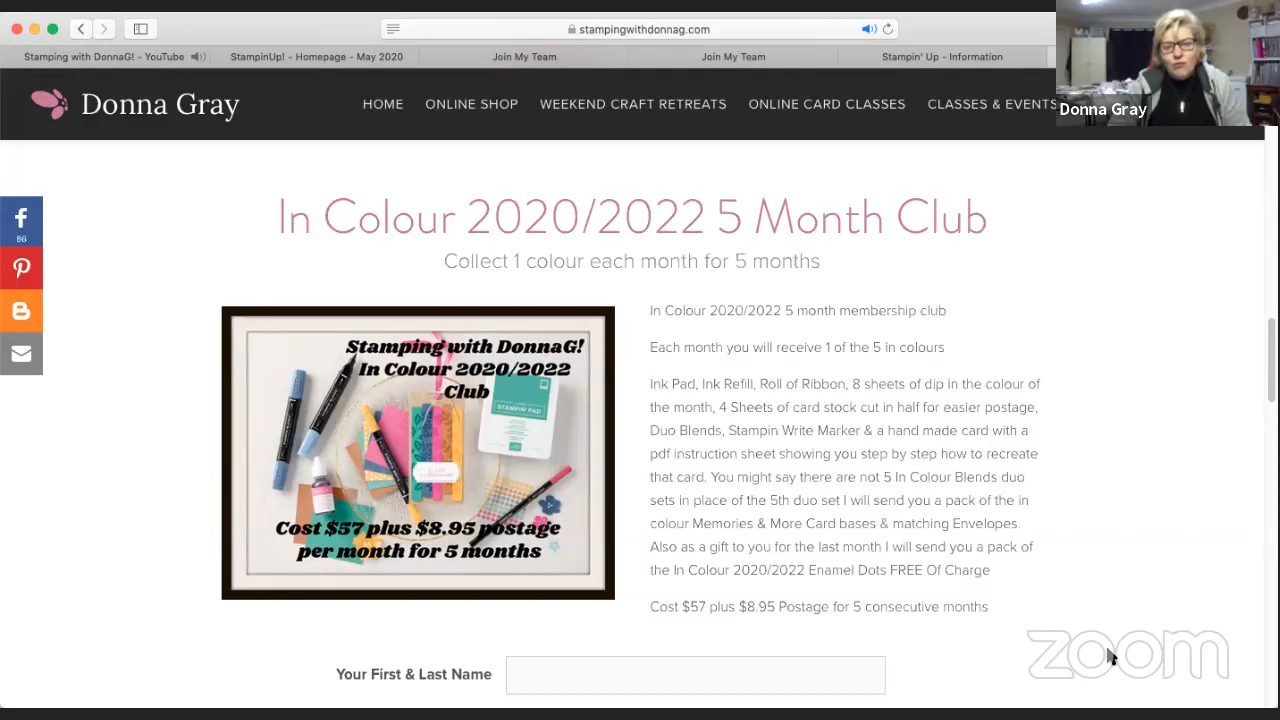 stampingwithdonnag.com
Stamping with DonnaG! - YouTube
StampinUp! - Homepage - May 2020
Join My Team
Join My Team
Stampin' Up - Information
Donna Gray
HOME
ONLINE SHOP
WEEKEND CRAFT RETREATS
ONLINE CARD CLASSES
CLASSES & EVENTS
Donna Gray
In Colour 2020/2022 5 Month Club
Collect 1 colour each month for 5 months
96
Stamping with DonnaG!
In Colour 2020/2022
Club
STAMPIN' PAD
Cost $57 plus $8.95 postage
per month for 5 months
In Colour 2020/2022 5 month membership club
Each month you will receive 1 of the 5 in colours
Ink Pad, Ink Refill, Roll of Ribbon, 8 sheets of dip in the colour of
the month, 4 Sheets of card stock cut in half for easier postage,
Duo Blends, Stampin Write Marker & a hand made card with a
pdf instruction sheet showing you step by step how to recreate
that card. You might say there are not 5 In Colour Blends duo
sets in place of the 5th duo set I will send you a pack of the in
colour Memories & More Card bases & matching Envelopes.
Also as a gift to you for the last month I will send you a pack of
the In Colour 2020/2022 Enamel Dots FREE Of Charge
Cost $57 plus $8.95 Postage for 5 consecutive months
Your First & Last Name
zoom